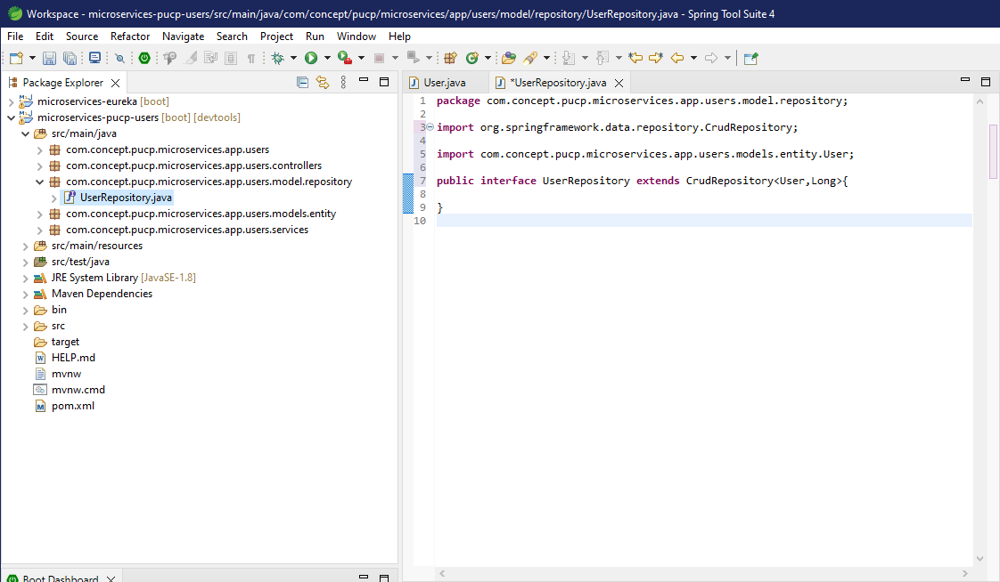 Workspace - microservices-pucp-users/src/main/java/com/concept/pucp/microservices/app/users/model/repository/UserRepository.java - Spring Tool Suite 4
File Edit Source Refactor Navigate Search Project Run Window Help
Package Explorer
microservices-eureka [boot]
microservices-pucp-users [boot] [devtools]
src/main/java
com.concept.pucp.microservices.app.users
com.concept.pucp.microservices.app.users.controllers
com.concept.pucp.microservices.app.users.model.repository
UserRepository.java
com.concept.pucp.microservices.app.users.models.entity
com.concept.pucp.microservices.app.users.services
src/main/resources
src/test/java
JRE System Library [JavaSE-1.8]
Maven Dependencies
bin
src
target
HELP.md
mvnw
mvnw.cmd
pom.xml
Boot Dashboard
User.java
*UserRepository.java
1 package com.concept.pucp.microservices.app.users.model.repository;
2
3 import org.springframework.data.repository.CrudRepository;
4
5 import com.concept.pucp.microservices.app.users.models.entity.User;
6
7 public interface UserRepository extends CrudRepository<User,Long>{
8
9 }
10